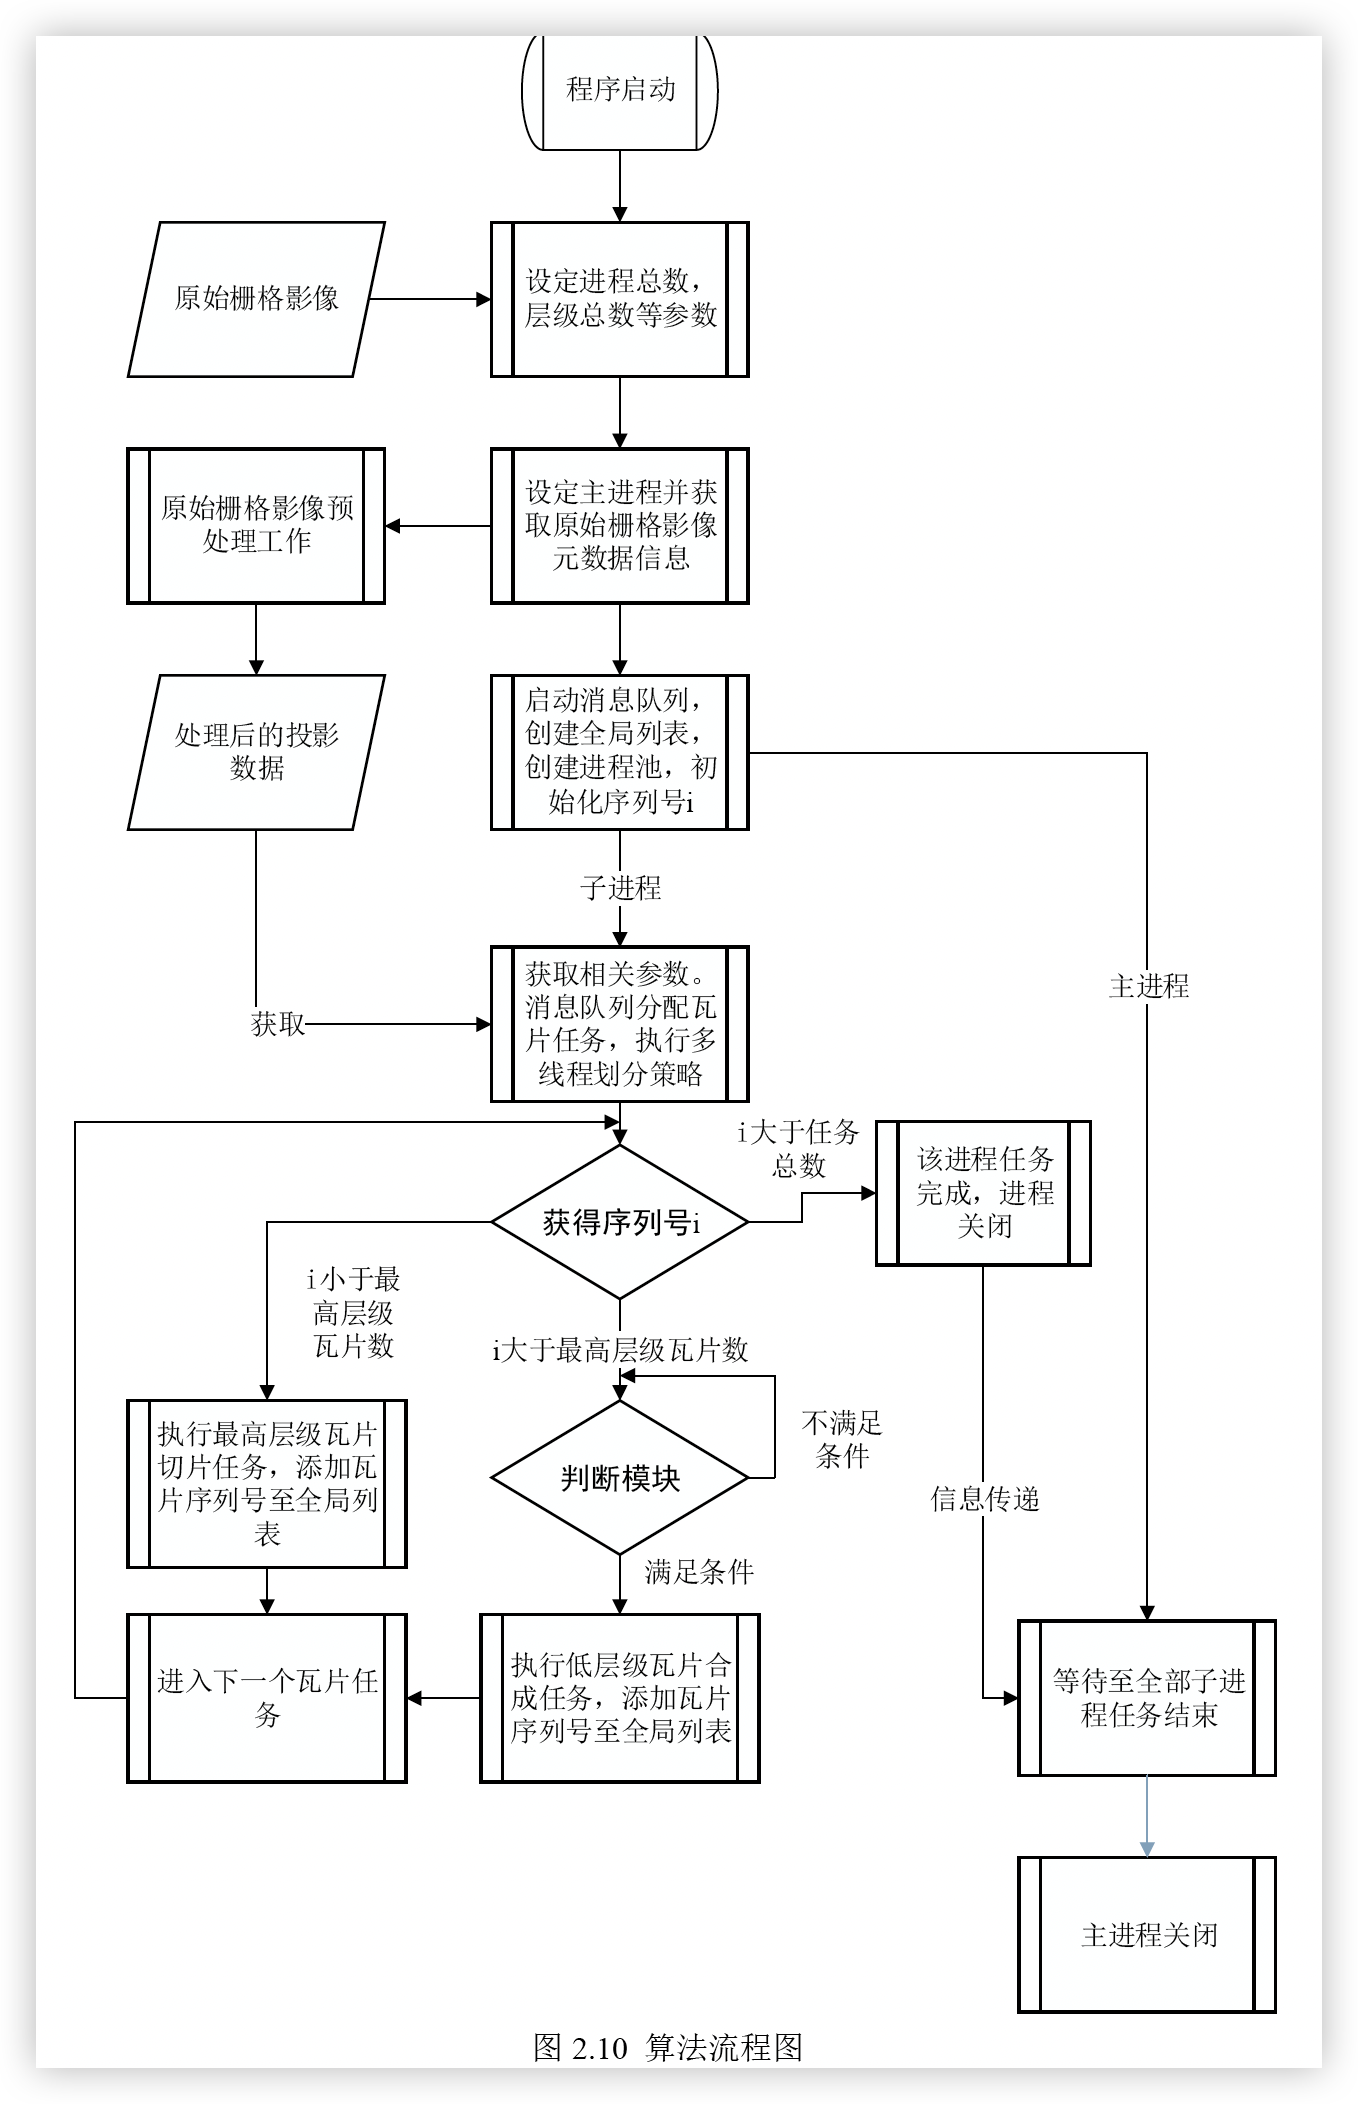 程序启动
原始栅格影像
设定进程总数，
层级总数等参数
原始栅格影像预
处理工作
设定主进程并获
取原始栅格影像
元数据信息
处理后的投影
数据
启动消息队列，
创建全局列表，
创建进程池，初
始化序列号i
子进程
获取
获取相关参数。
消息队列分配瓦
片任务，执行多
线程划分策略
主进程
i大于任务
总数
该进程任务
完成，进程
关闭
获得序列号i
i小于最
高层级
瓦片数
i大于最高层级瓦片数
不满足
条件
执行最高层级瓦片
切片任务，添加瓦
片序列号至全局列
表
判断模块
信息传递
满足条件
进入下一个瓦片任
务
执行低层级瓦片合
成任务，添加瓦片
序列号至全局列表
等待至全部子进
程任务结束
主进程关闭
图 2.10 算法流程图